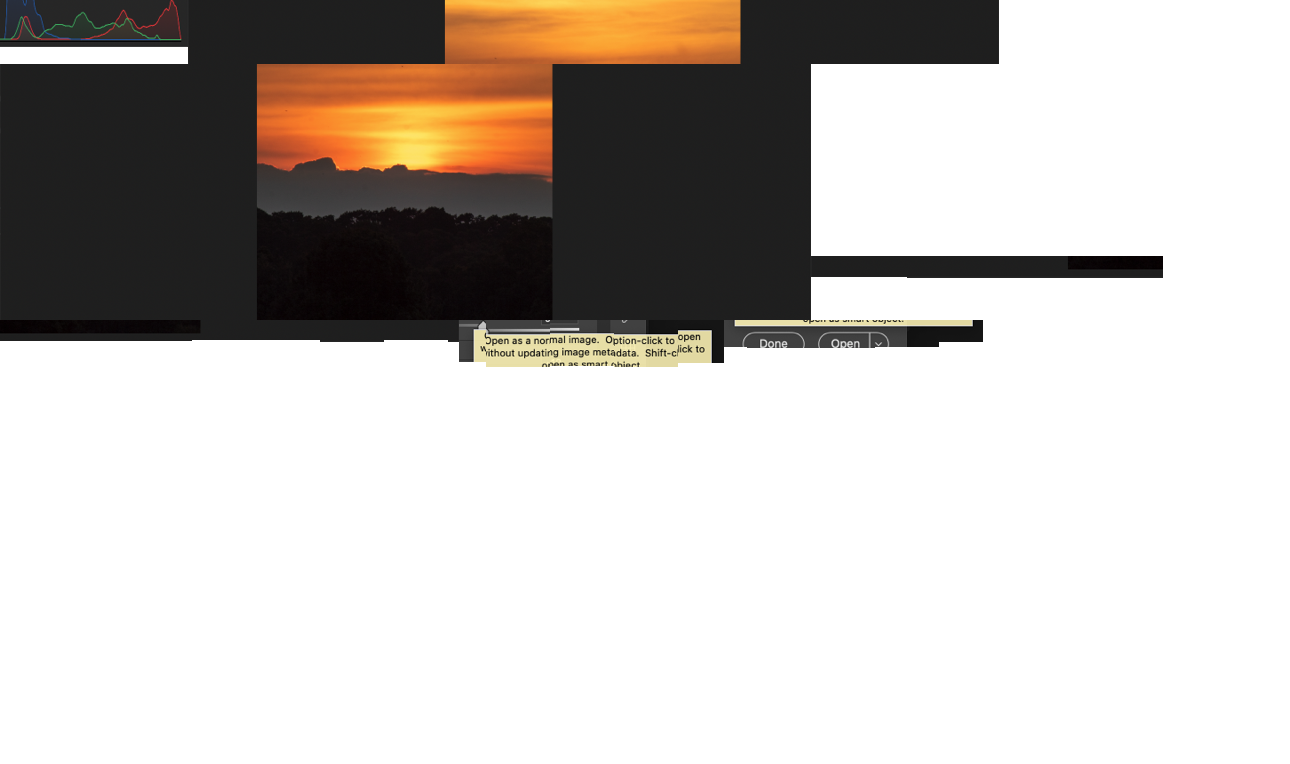 open as smart object.
Done
Open
Open as a normal image. Option-click to open
without updating image metadata. Shift-click to
open as smart object